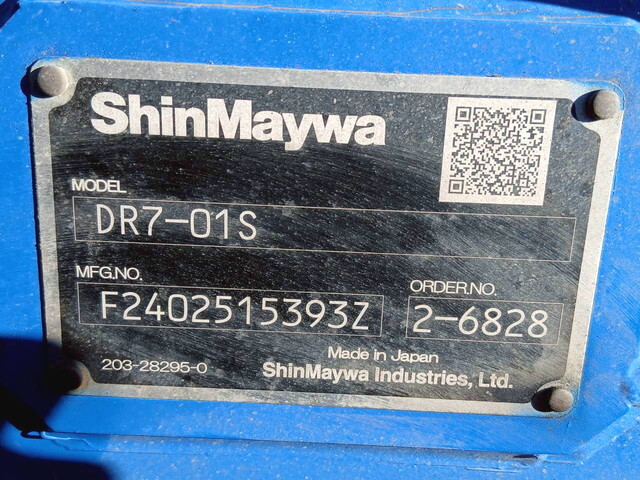 ShinMaywa
MODEL
DR7-01S
MFG.NO.
F2402515393Z
ORDER.NO.
2-6828
203-28295-0
Made in Japan
ShinMaywa Industries, Ltd.